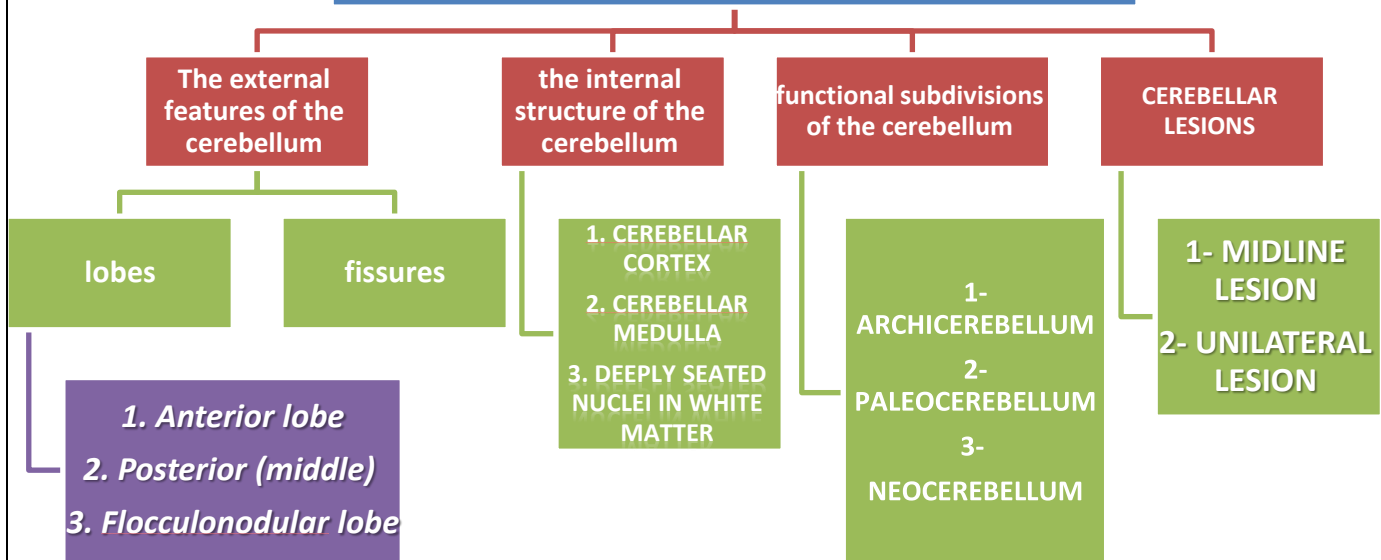 The external
features of the
cerebellum
the internal
structure of the
cerebellum
functional subdivisions
of the cerebellum
CEREBELLAR
LESIONS
lobes
fissures
1. CEREBELLAR
CORTEX
2. CEREBELLAR
MEDULLA
3. DEEPLY SEATED
NUCLEI IN WHITE
MATTER
1-
ARCHICEREBELLUM
2-
PALEOCEREBELLUM
3-
NEOCEREBELLUM
1- MIDLINE
LESION
2- UNILATERAL
LESION
1. Anterior lobe
2. Posterior (middle)
3. Flocculonodular lobe